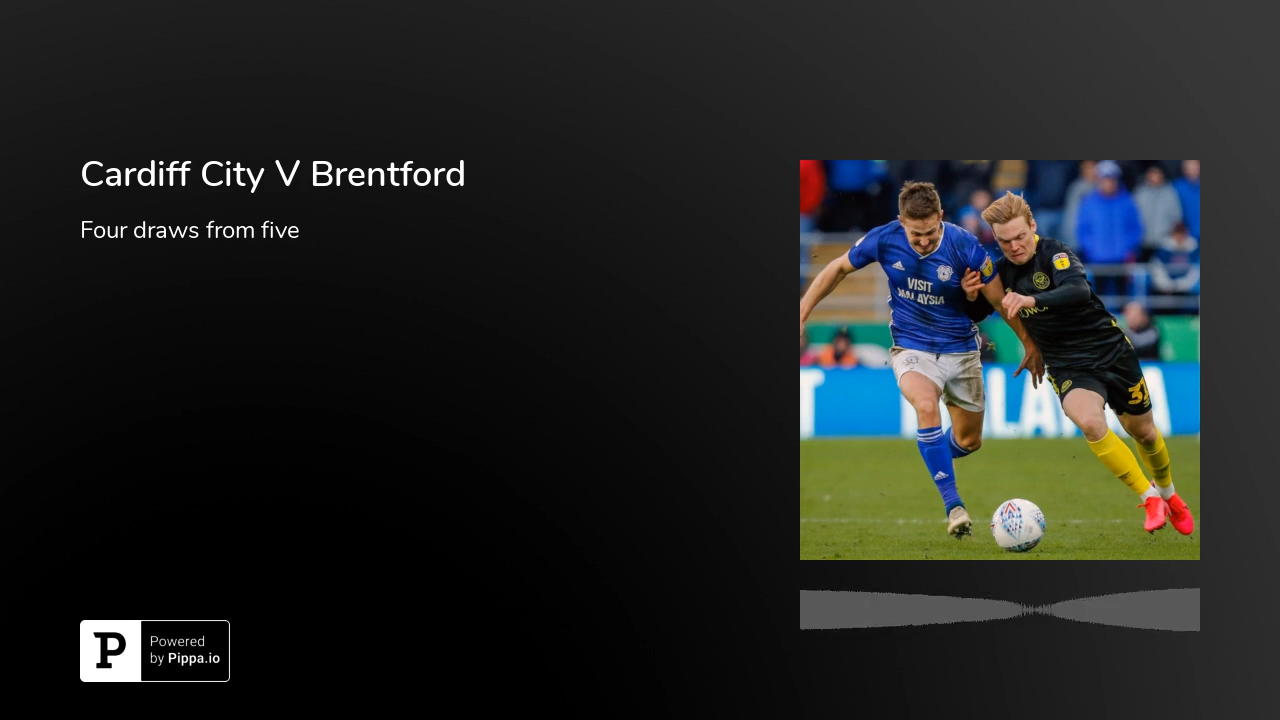 Cardiff City V Brentford
Four draws from five
VISIT
MALAYSIA
P
Powered
by Pippa.io